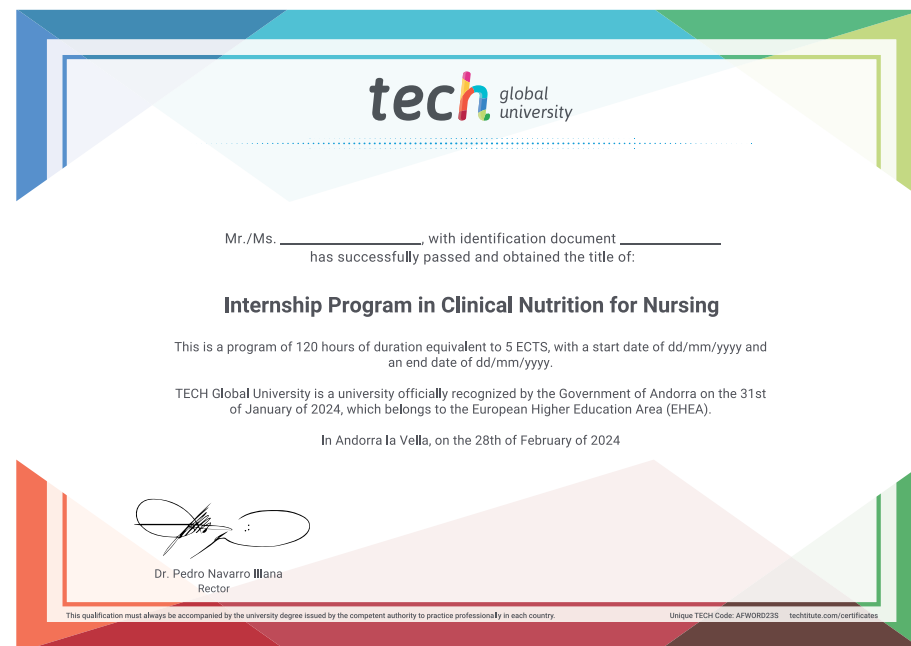 tech global university
Mr./Ms. ____________________, with identification document ______________
has successfully passed and obtained the title of:
Internship Program in Clinical Nutrition for Nursing
This is a program of 120 hours of duration equivalent to 5 ECTS, with a start date of dd/mm/yyyy and
an end date of dd/mm/yyyy.
TECH Global University is a university officially recognized by the Government of Andorra on the 31st
of January of 2024, which belongs to the European Higher Education Area (EHEA).
In Andorra la Vella, on the 28th of February of 2024
Dr. Pedro Navarro Illana
Rector
This qualification must always be accompanied by the university degree issued by the competent authority to practice professionally in each country.
Unique TECH Code: AFWORD23S techtitute.com/certificates